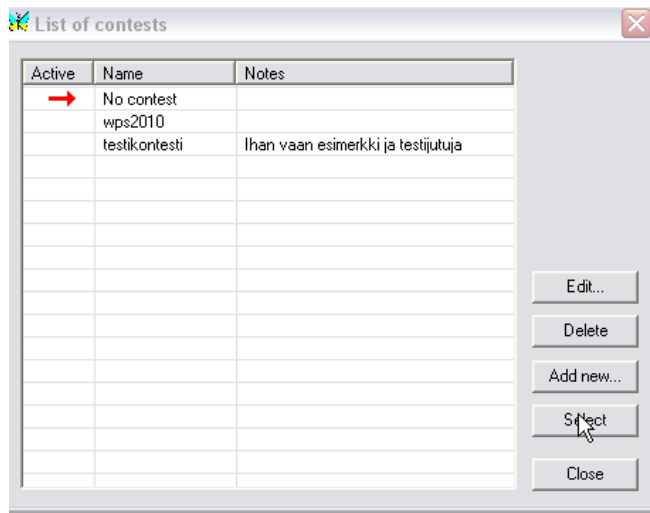 List of contests
Active Name Notes
No contest
wps2010
testikontesti Ihan vaan esimerkki ja testijutuja
Edit...
Delete
Add new...
Select
Close